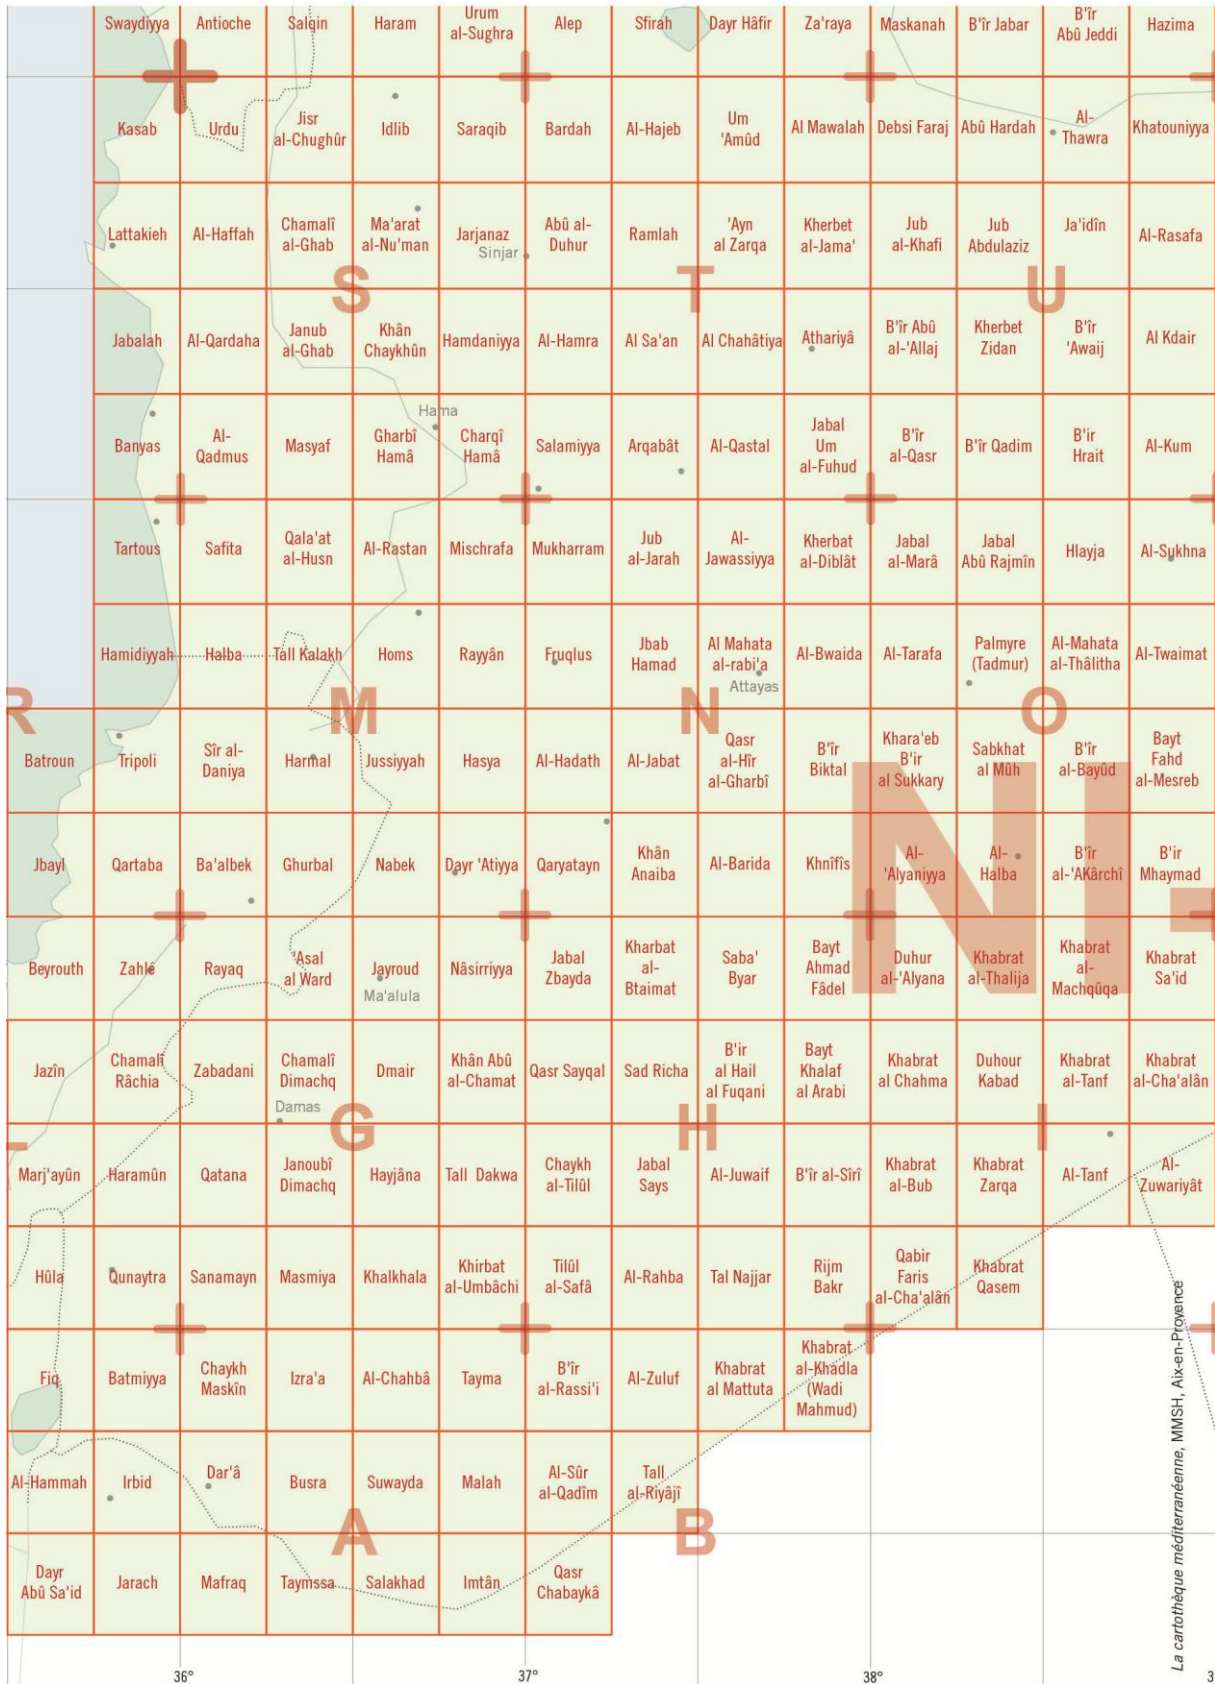 Swaydiyya
Antioche
Salqin
Haram
Urum
al-Sughra
Alep
Sfirah
Dayr Hâfir
Za'raya
Maskanah
B'îr Jabar
B'îr
Abû Jeddi
Hazima
Kasab
Urdu
Jisr
al-Chughûr
Idlib
Saraqib
Bardah
Al-Hajeb
Um
'Amûd
Al Mawalah
Debsi Faraj
Abû Hardah
Al-
Thawra
Khatouniyya
Lattakieh
Al-Haffah
Chamalî
al-Ghab
Ma'arat
al-Nu'man
Jarjanaz
Sinjar
Abû al-
Duhur
Ramlah
'Ayn
al Zarqa
Kherbet
al-Jama'
Jub
al-Khafi
Jub
Abdulaziz
Ja'idîn
Al-Rasafa
S
T
U
Jabalah
Al-Qardaha
Janub
al-Ghab
Khân
Chaykhûn
Hamdaniyya
Al-Hamra
Al Sa'an
Al Chahâtiya
Athariyâ
B'îr Abû
al-'Allaj
Kherbet
Zidan
B'îr
'Awaij
Al Kdair
Banyas
Al-
Qadmus
Masyaf
Gharbî
Hamâ
Hama
Charqî
Hamâ
Salamiyya
Arqabât
Al-Qastal
Jabal
Um
al-Fuhud
B'îr
al-Qasr
B'îr Qadim
B'ir
Hrait
Al-Kum
Tartous
Safita
Qala'at
al-Husn
Al-Rastan
Mischrafa
Mukharram
Jub
al-Jarah
Al-
Jawassiyya
Kherbat
al-Diblât
Jabal
al-Marâ
Jabal
Abû Rajmîn
Hlayja
Al-Sukhna
Hamidiyyah
Halba
Tall Kalakh
Homs
Rayyân
Fruqlus
Jbab
Hamad
Al Mahata
al-rabi'a
Attayas
Al-Bwaida
Al-Tarafa
Palmyre
(Tadmur)
Al-Mahata
al-Thâlitha
Al-Twaimat
R
M
N
O
Batroun
Tripoli
Sîr al-
Daniya
Harmal
Jussiyyah
Hasya
Al-Hadath
Al-Jabat
Qasr
al-Hîr
al-Gharbî
B'îr
Biktal
Khara'eb
B'ir
al Sukkary
Sabkhat
al Mûh
B'îr
al-Bayûd
Bayt
Fahd
al-Mesreb
NI-
Jbayl
Qartaba
Ba'albek
Ghurbal
Nabek
Dayr 'Atiyya
Qaryatayn
Khân
Anaiba
Al-Barida
Khnîfîs
Al-
'Alyaniyya
Al-
Halba
B'îr
al-'AKârchî
B'ir
Mhaymad
Beyrouth
Zahlé
Rayaq
'Asal
al Ward
Jayroud
Ma'alula
Nâsirriyya
Jabal
Zbayda
Kharbat
al-
Btaimat
Saba'
Byar
Bayt
Ahmad
Fâdel
Duhur
al-'Alyana
Khabrat
al-Thalija
Khabrat
al-
Machqûqa
Khabrat
Sa'id
Jazîn
Chamalî
Râchia
Zabadani
Chamalî
Dimachq
Damas
Dmair
Khân Abû
al-Chamat
Qasr Sayqal
Sad Richa
B'ir
al Hail
al Fuqani
Bayt
Khalaf
al Arabi
Khabrat
al Chahma
Duhour
Kabad
Khabrat
al-Tanf
Khabrat
al-Cha'alân
G
H
I
Marj'ayûn
Haramûn
Qatana
Janoubî
Dimachq
Hayjâna
Tall Dakwa
Chaykh
al-Tilûl
Jabal
Says
Al-Juwaif
B'îr al-Sîrî
Khabrat
al-Bub
Khabrat
Zarqa
Al-Tanf
Al-
Zuwariyât
Hûla
Qunaytra
Sanamayn
Masmiya
Khalkhala
Khirbat
al-Umbâchi
Tilûl
al-Safâ
Al-Rahba
Tal Najjar
Rijm
Bakr
Qabir
Faris
al-Cha'alân
Khabrat
Qasem
Fiq
Batmiyya
Chaykh
Maskîn
Izra'a
Al-Chahbâ
Tayma
B'îr
al-Rassi'i
Al-Zuluf
Khabrat
al Mattuta
Khabrat
al-Khadla
(Wadi
Mahmud)
Al-Hammah
Irbid
Dar'â
Busra
Suwayda
Malah
Al-Sûr
al-Qadîm
Tall
al-Riyâjî
A
B
Dayr
Abû Sa'id
Jarach
Mafraq
Taymssa
Salakhad
Imtân
Qasr
Chabaykâ
La cartothèque méditerranéenne, MMSH, Aix-en-Provence
36°
37°
38°
3